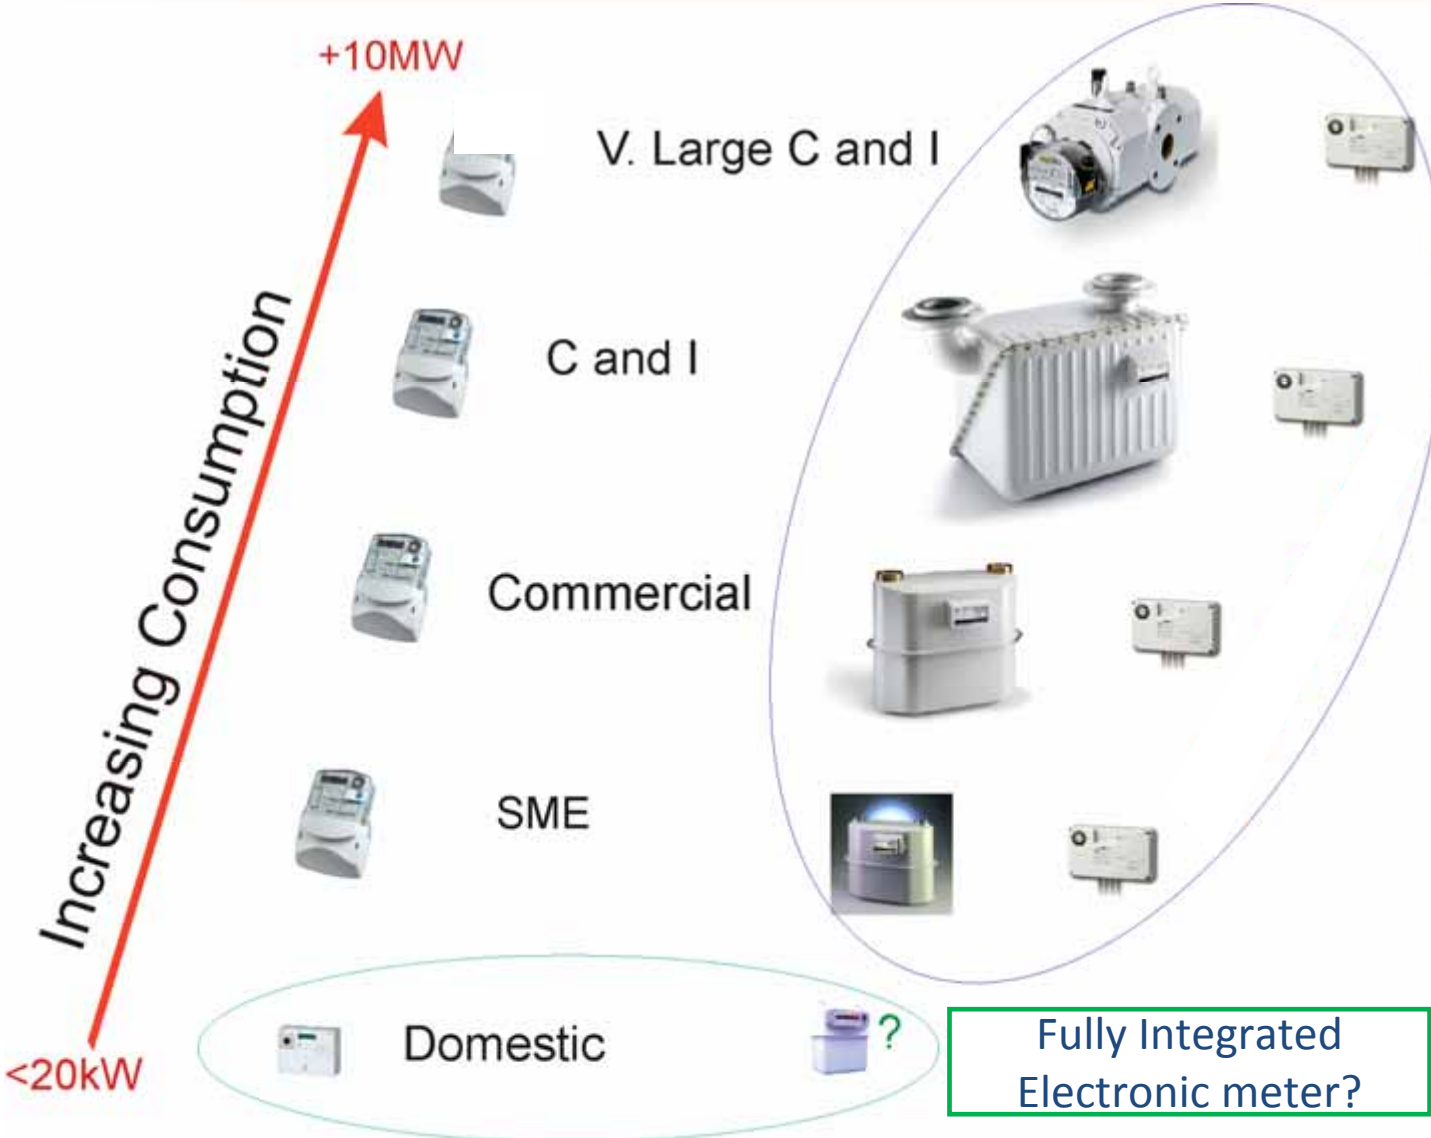 +10MW
V. Large C and I
Increasing Consumption
C and I
Commercial
SME
Domestic
?
<20kW
Fully Integrated
Electronic meter?